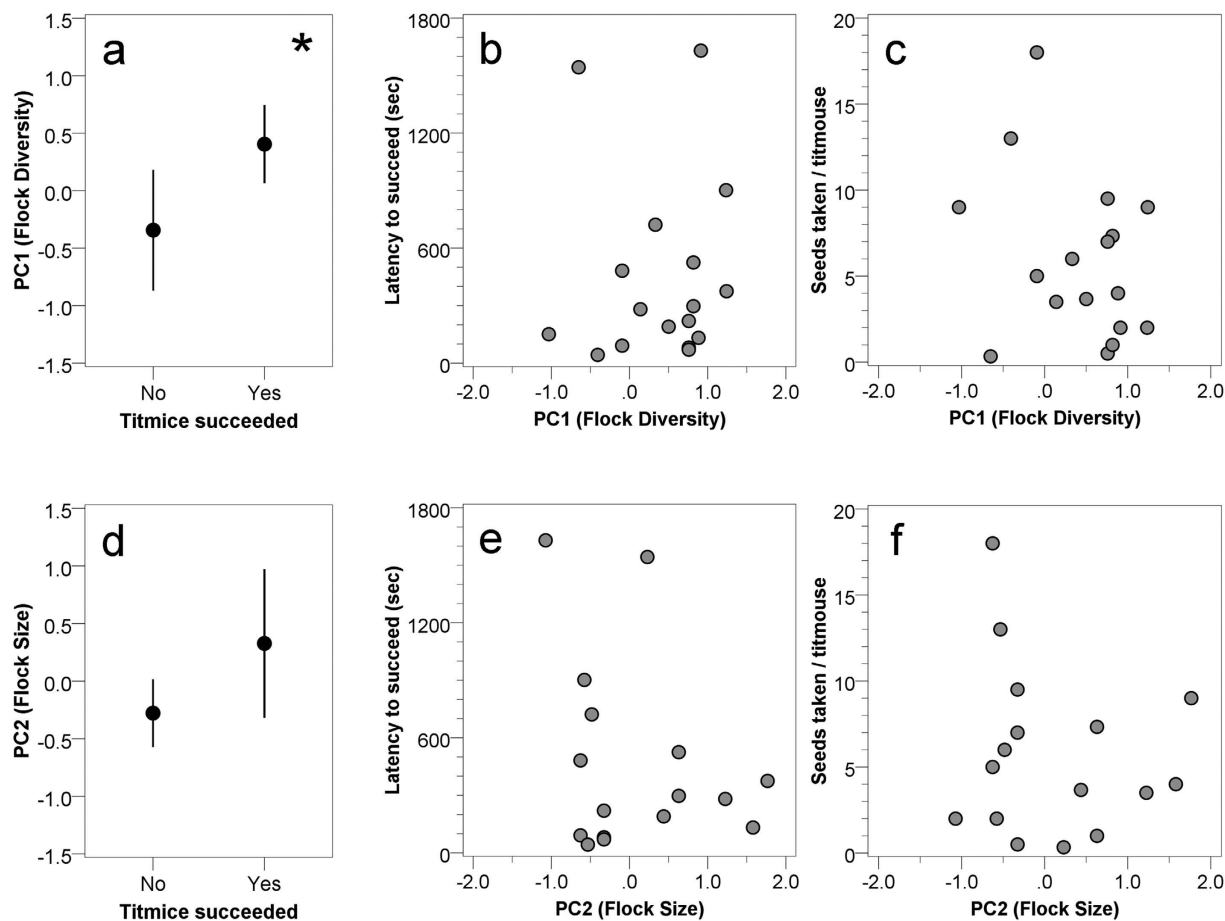 a
*
PC1 (Flock Diversity)
1.5
1.0
0.5
0.0
-0.5
-1.0
-1.5
No Yes
Titmice succeeded
b
Latency to succeed (sec)
1800
1200
600
0
-2.0 -1.0 .0 1.0 2.0
PC1 (Flock Diversity)
c
Seeds taken / titmouse
20
15
10
5
0
-2.0 -1.0 .0 1.0 2.0
PC1 (Flock Diversity)
d
PC2 (Flock Size)
1.5
1.0
0.5
0.0
-0.5
-1.0
-1.5
No Yes
Titmice succeeded
e
Latency to succeed (sec)
1800
1200
600
0
-2.0 -1.0 .0 1.0 2.0
PC2 (Flock Size)
f
Seeds taken / titmouse
20
15
10
5
0
-2.0 -1.0 .0 1.0 2.0
PC2 (Flock Size)